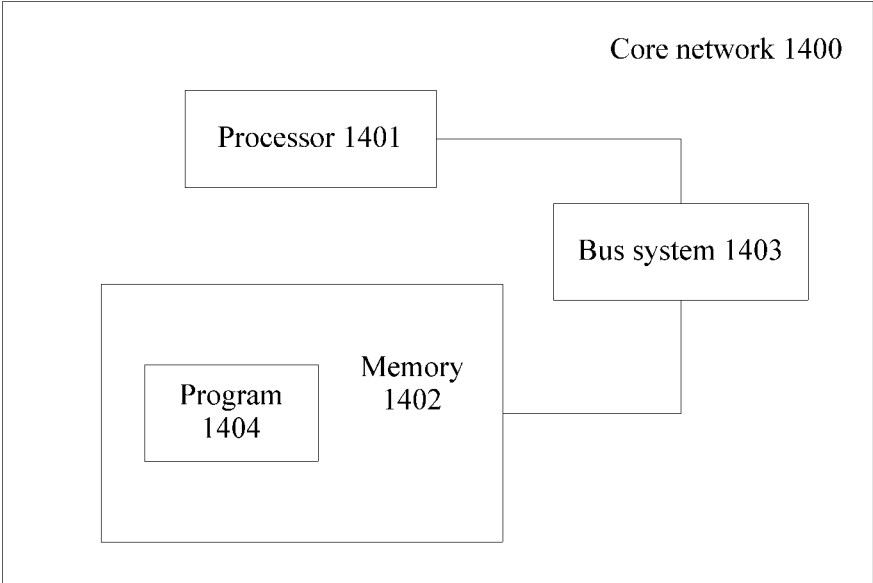 Core network 1400
Processor 1401
Bus system 1403
Memory
1402
Program
1404